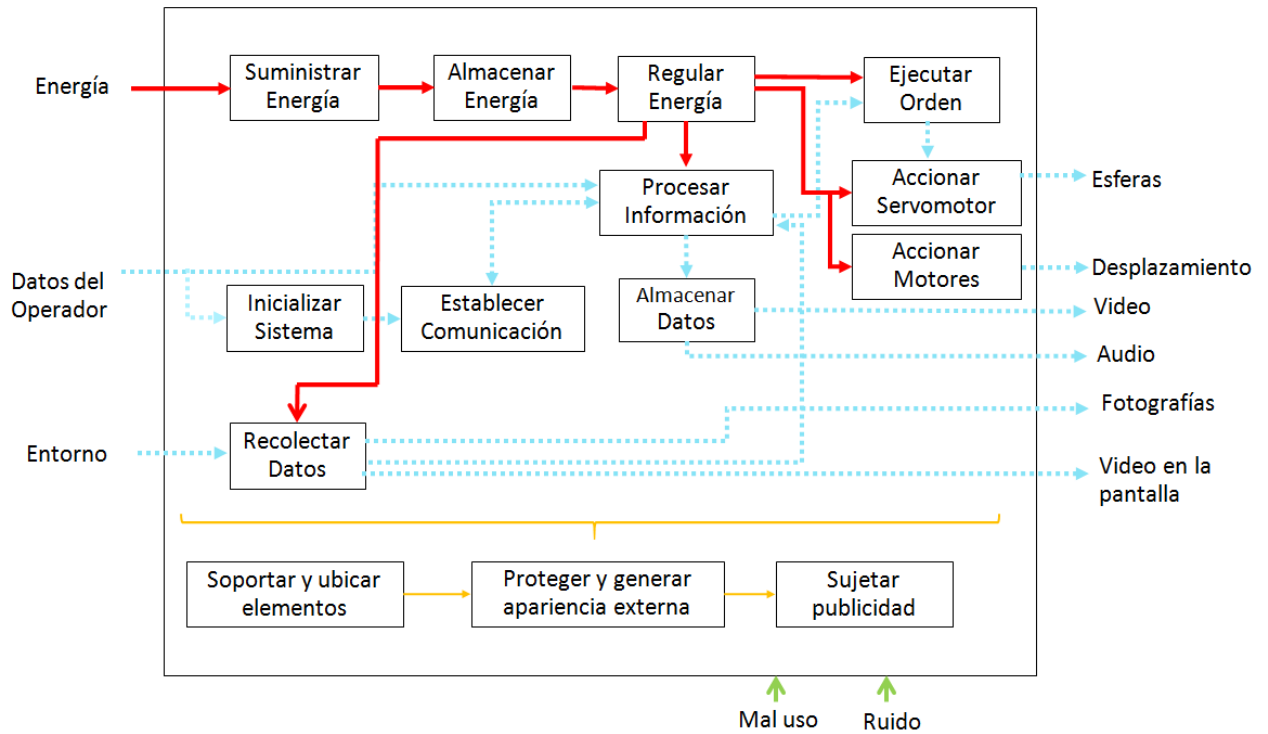 Energía
Suministrar
Energía
Almacenar
Energía
Regular
Energía
Ejecutar
Orden
Procesar
Información
Accionar
Servomotor
Esferas
Accionar
Motores
Desplazamiento
Datos del
Operador
Inicializar
Sistema
Establecer
Comunicación
Almacenar
Datos
Video
Audio
Fotografías
Entorno
Recolectar
Datos
Video en la
pantalla
Soportar y ubicar
elementos
Proteger y generar
apariencia externa
Sujetar
publicidad
Mal uso
Ruido